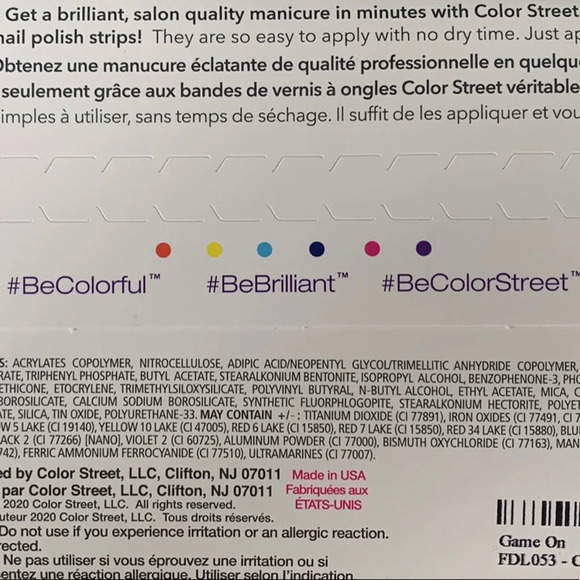 Get a brilliant, salon quality manicure in minutes with Color Street
nail polish strips! They are so easy to apply with no dry time. Just ap
Obtenez une manucure éclatante de qualité professionnelle en quelque
seulement grâce aux bandes de vernis à ongles Color Street véritable
imples à utiliser, sans temps de séchage. Il suffit de les appliquer et vou
#BeColorful™ #BeBrilliant™ #BeColorStreet™
S: ACRYLATES COPOLYMER, NITROCELLULOSE, ADIPIC ACID/NEOPENTYL GLYCOL/TRIMELLITIC ANHYDRIDE COPOLYMER,
RATE, TRIPHENYL PHOSPHATE, BUTYL ACETATE, STEARALKONIUM BENTONITE, ISOPROPYL ALCOHOL, BENZOPHENONE-3, PHO
ETHICONE, ETOCRYLENE, TRIMETHYLSILOXYSILICATE, POLYVINYL BUTYRAL, N-BUTYL ALCOHOL, ETHYL ACETATE, MICA, C
BOROSILICATE, CALCIUM SODIUM BOROSILICATE, SYNTHETIC FLUORPHLOGOPITE, STEARALKONIUM HECTORITE, POLYET
ATE, SILICA, TIN OXIDE, POLYURETHANE-33. MAY CONTAIN +/-: TITANIUM DIOXIDE (CI 77891), IRON OXIDES (CI 77491, CI 7
OW 5 LAKE (CI 19140), YELLOW 10 LAKE (CI 47005), RED 6 LAKE (CI 15850), RED 7 LAKE (CI 15850), RED 34 LAKE (CI 15880), BLU
ACK 2 (CI 77266) [NANO], VIOLET 2 (CI 60725), ALUMINUM POWDER (CI 77000), BISMUTH OXYCHLORIDE (CI 77163), MAN
742), FERRIC AMMONIUM FERROCYANIDE (CI 77510), ULTRAMARINES (CI 77007).
ed by Color Street, LLC, Clifton, NJ 07011 Made in USA
par Color Street, LLC, Clifton, NJ 07011 Fabriquées aux
2020 Color Street, LLC. All rights reserved. ÉTATS-UNIS
uteur 2020 Color Street, LLC. Tous droits réservés.
Do not use if you experience irritation or an allergic reaction.
rected.
Ne pas utiliser si vous éprouvez une irritation ou si
sentez une réaction allergique. Utiliser selon l'indication.
Game On
FDL053 -